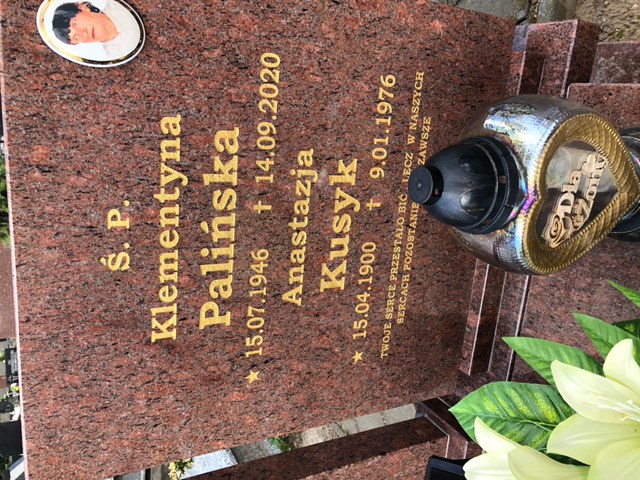 Ś. P.
Klementyna
Palińska
★ 15.07.1946 † 14.09.2020
Anastazja
Kusyk
★ 15.04.1900 † 9.01.1976
TWOJE SERCE PRZESTAŁO BIĆ, LECZ W NASZYCH
SERCACH POZOSTANIE ZAWSZE
Dla